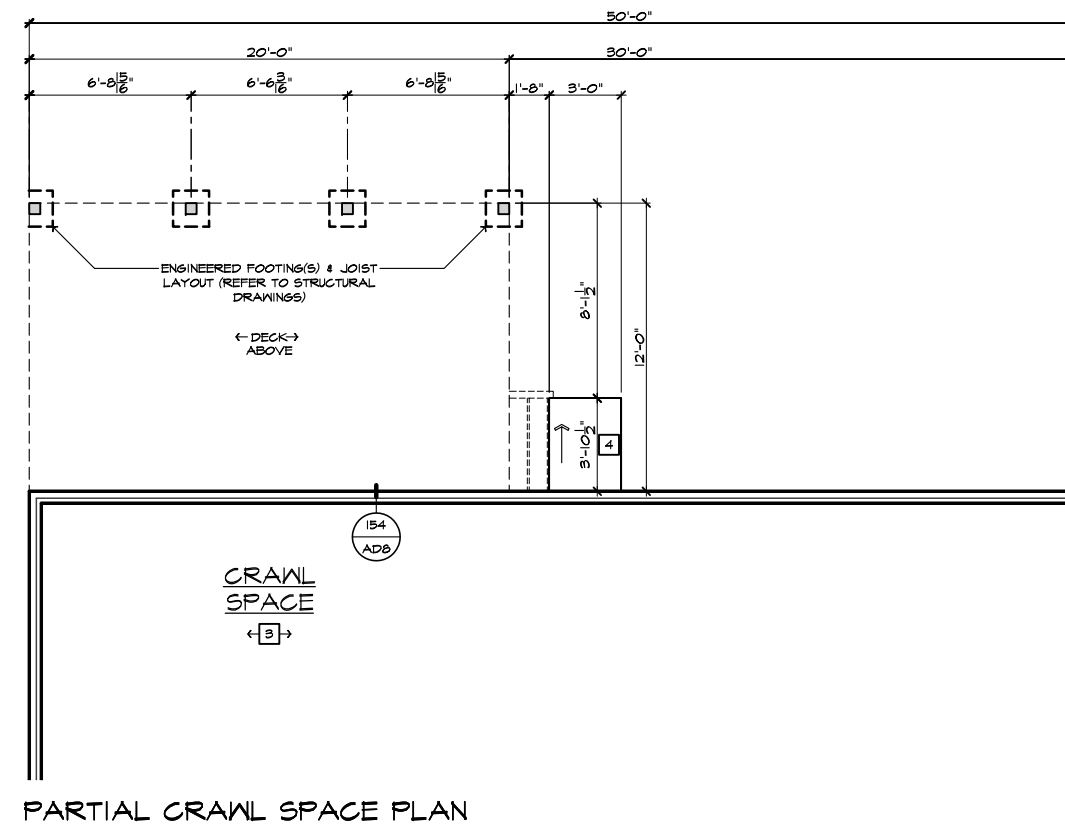 50'-0"
20'-0" 30'-0"
6'-8 15/16" 6'-6 3/16" 6'-8 15/16" 1'-8" 3'-0"
ENGINEERED FOOTING(S) & JOIST
LAYOUT (REFER TO STRUCTURAL
DRAWINGS)
8'-1 1/2"
12'-0"
DECK
ABOVE
3'-10 1/2"
4
154
AD8
CRAWL
SPACE
3
PARTIAL CRAWL SPACE PLAN